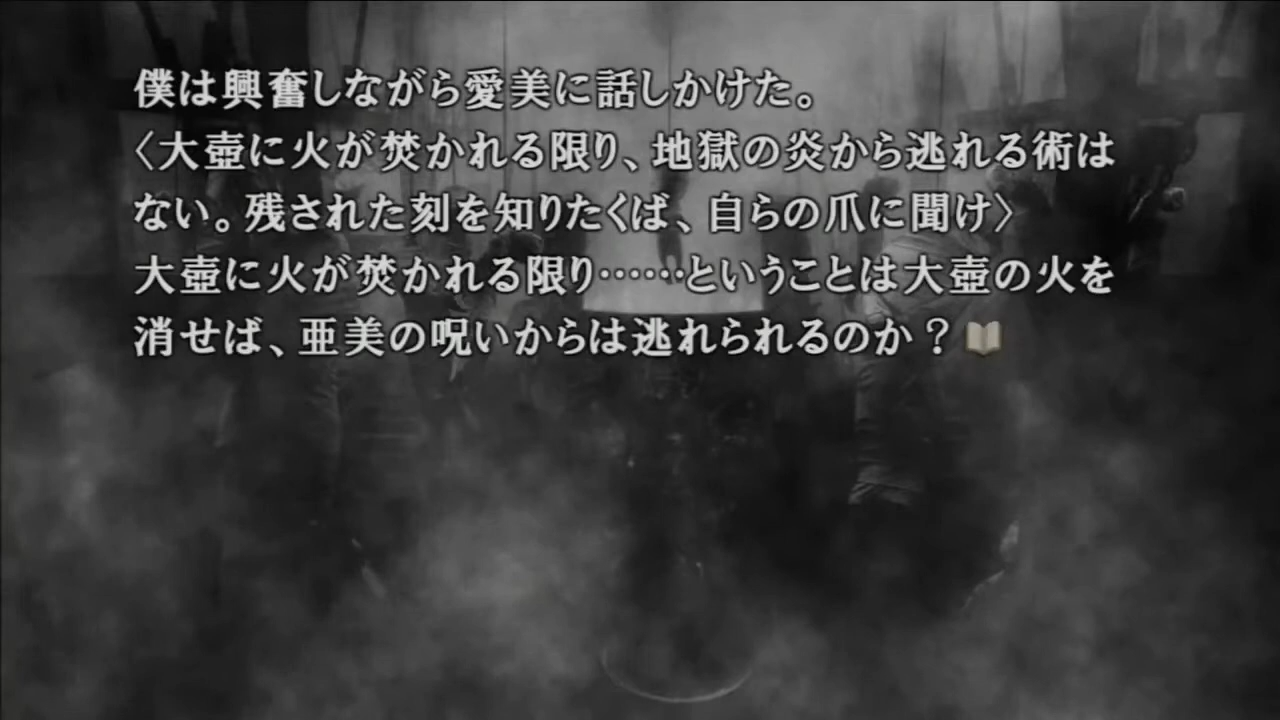 僕は興奮しながら愛美に話しかけた。
〈大壺に火が焚かれる限り、地獄の炎から逃れる術は
ない。残された刻を知りたくば、自らの爪に聞け〉
大壺に火が焚かれる限り……ということは大壺の火を
消せば、亜美の呪いからは逃れられるのか？